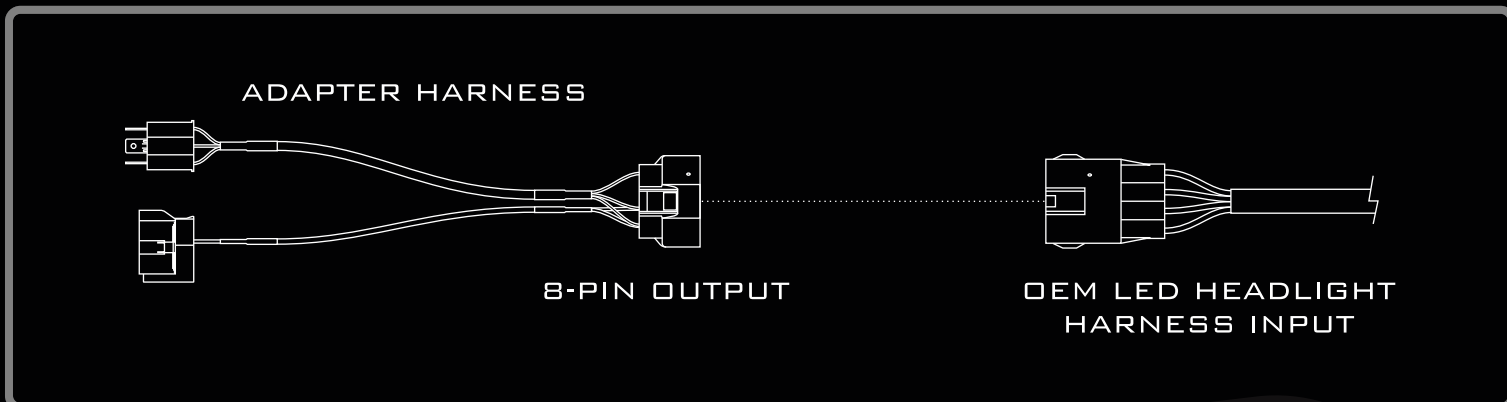 ADAPTER HARNESS
8-PIN OUTPUT
OEM LED HEADLIGHT
HARNESS INPUT